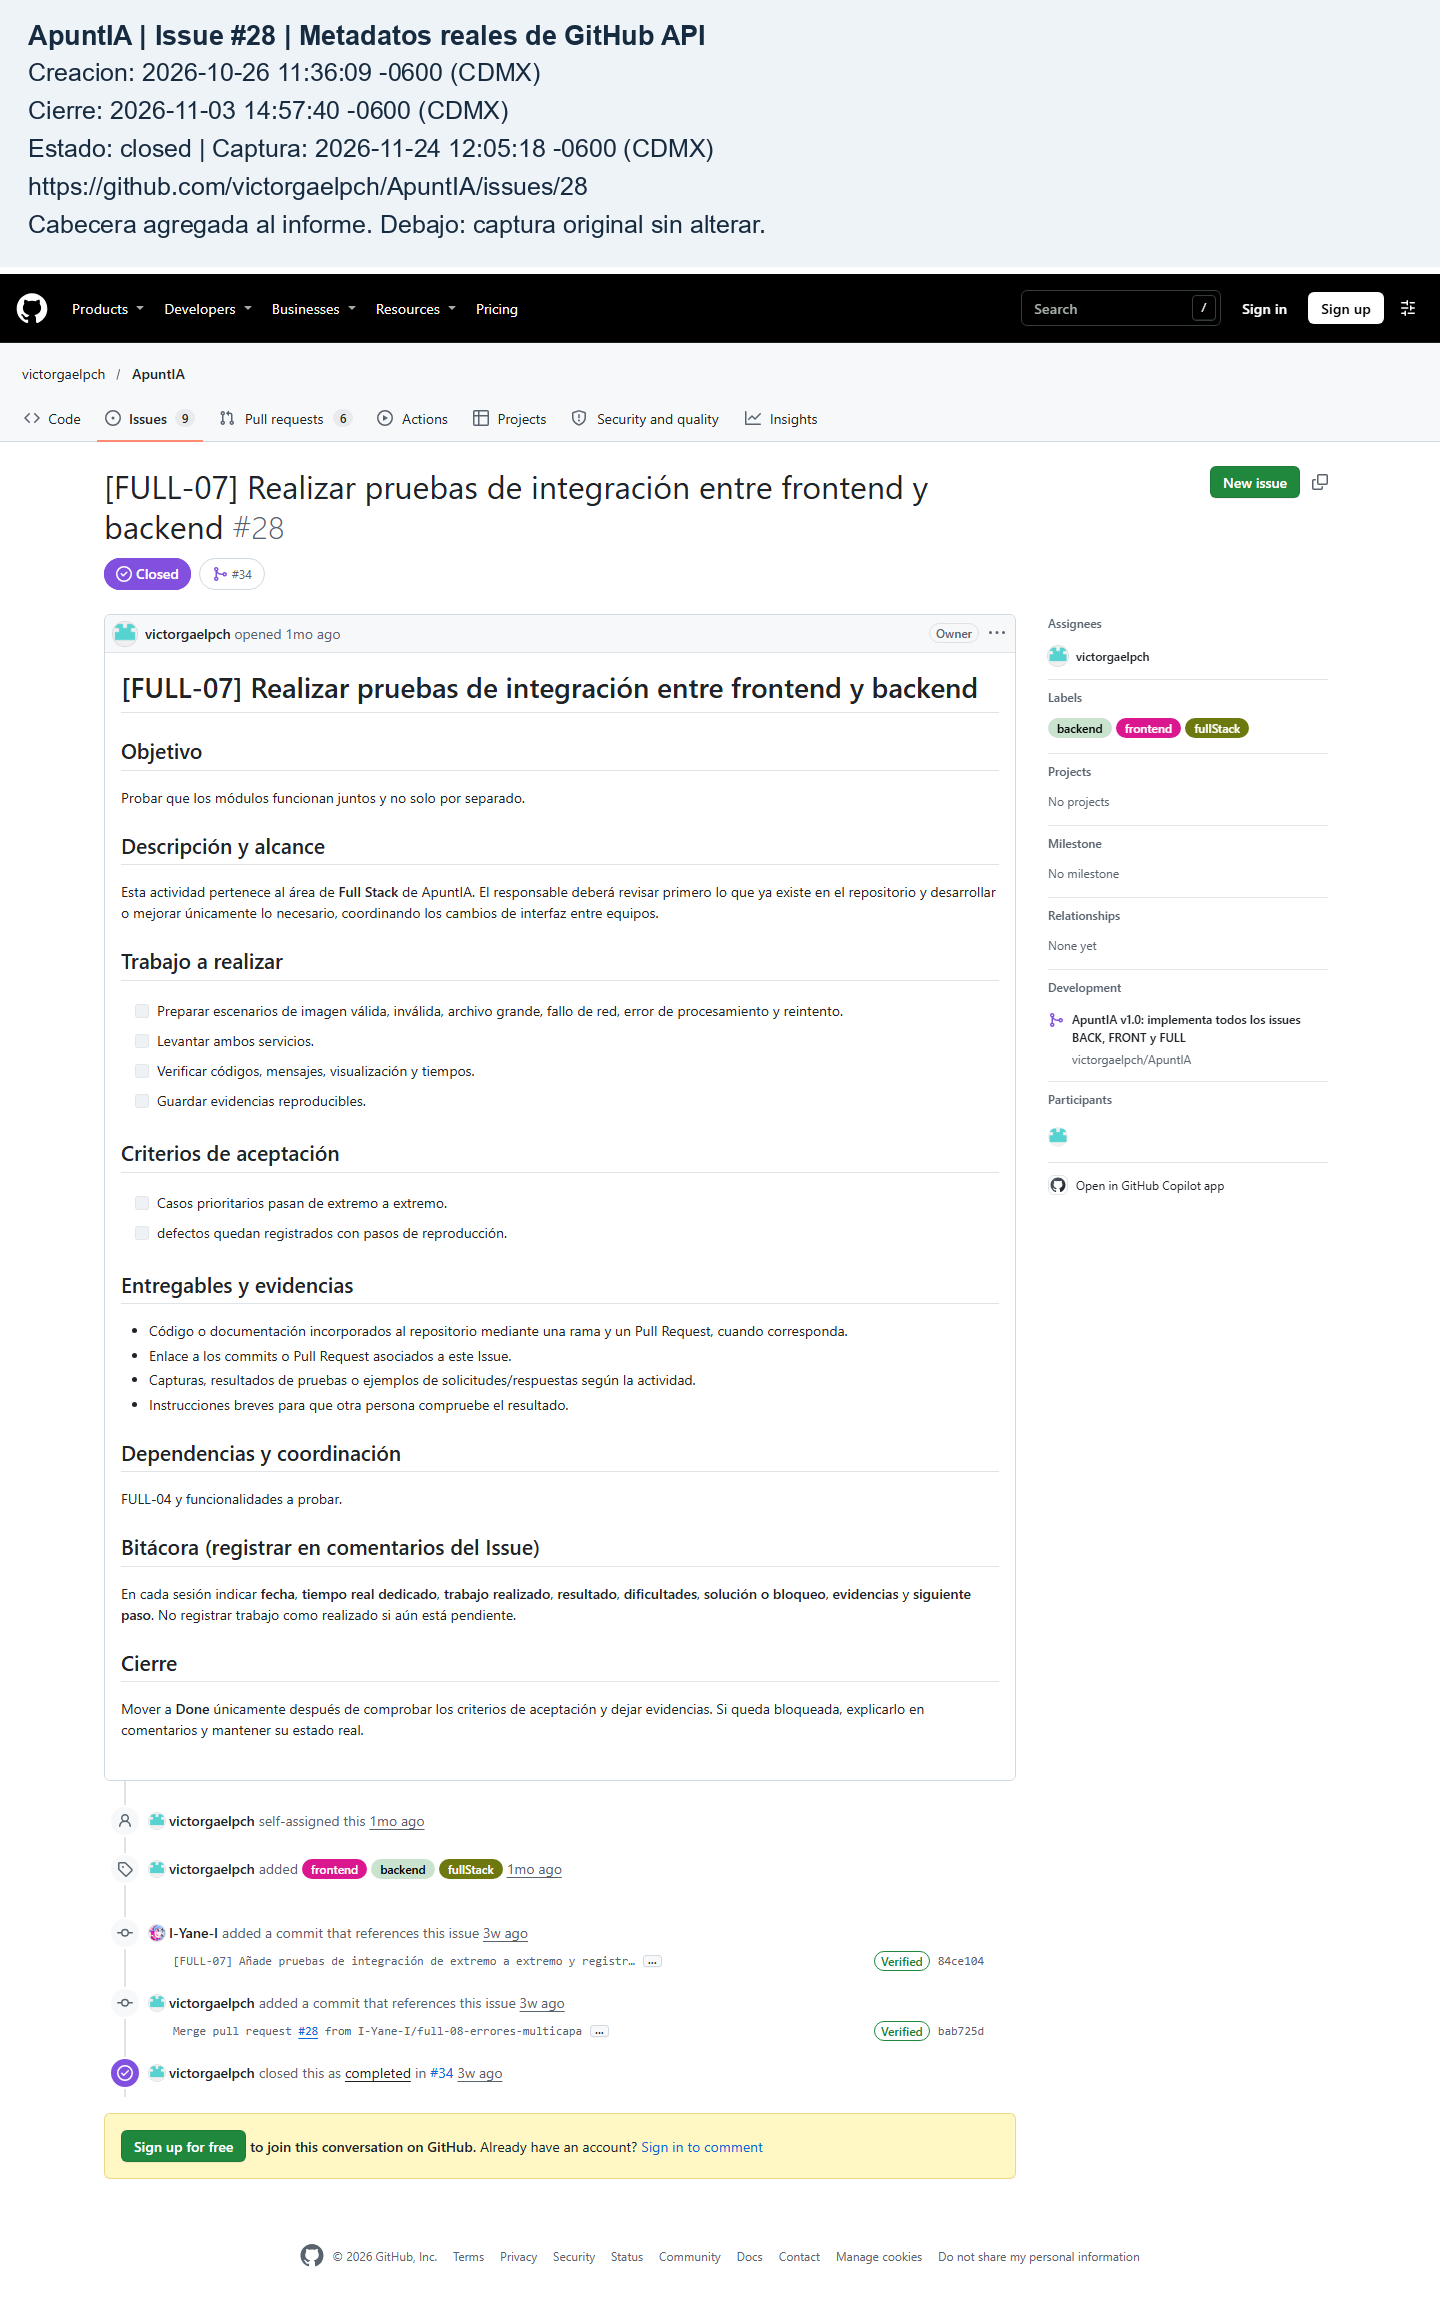 ApuntIA | Issue #28 | Metadatos reales de GitHub API
Creacion: 2026-10-26 11:36:09 -0600 (CDMX)
Cierre: 2026-11-03 14:57:40 -0600 (CDMX)
Estado: closed | Captura: 2026-11-24 12:05:18 -0600 (CDMX)
https://github.com/victorgaelpch/ApuntIA/issues/28
Cabecera agregada al informe. Debajo: captura original sin alterar.
Products Developers Businesses Resources Pricing Search / Sign in Sign up
victorgaelpch / ApuntIA
Code Issues 9 Pull requests 6 Actions Projects Security and quality Insights
[FULL-07] Realizar pruebas de integración entre frontend y
backend #28
New issue
Closed #34
victorgaelpch opened 1mo ago Owner
[FULL-07] Realizar pruebas de integración entre frontend y backend
Objetivo
Probar que los módulos funcionan juntos y no solo por separado.
Descripción y alcance
Esta actividad pertenece al área de Full Stack de ApuntIA. El responsable deberá revisar primero lo que ya existe en el repositorio y desarrollar
o mejorar únicamente lo necesario, coordinando los cambios de interfaz entre equipos.
Trabajo a realizar
Preparar escenarios de imagen válida, inválida, archivo grande, fallo de red, error de procesamiento y reintento.
Levantar ambos servicios.
Verificar códigos, mensajes, visualización y tiempos.
Guardar evidencias reproducibles.
Criterios de aceptación
Casos prioritarios pasan de extremo a extremo.
defectos quedan registrados con pasos de reproducción.
Entregables y evidencias
Código o documentación incorporados al repositorio mediante una rama y un Pull Request, cuando corresponda.
Enlace a los commits o Pull Request asociados a este Issue.
Capturas, resultados de pruebas o ejemplos de solicitudes/respuestas según la actividad.
Instrucciones breves para que otra persona compruebe el resultado.
Dependencias y coordinación
FULL-04 y funcionalidades a probar.
Bitácora (registrar en comentarios del Issue)
En cada sesión indicar fecha, tiempo real dedicado, trabajo realizado, resultado, dificultades, solución o bloqueo, evidencias y siguiente
paso. No registrar trabajo como realizado si aún está pendiente.
Cierre
Mover a Done únicamente después de comprobar los criterios de aceptación y dejar evidencias. Si queda bloqueada, explicarlo en
comentarios y mantener su estado real.
victorgaelpch self-assigned this 1mo ago
victorgaelpch added frontend backend fullStack 1mo ago
I-Yane-I added a commit that references this issue 3w ago
[FULL-07] Añade pruebas de integración de extremo a extremo y registr… … Verified 84ce104
victorgaelpch added a commit that references this issue 3w ago
Merge pull request #28 from I-Yane-I/full-08-errores-multicapa … Verified bab725d
victorgaelpch closed this as completed in #34 3w ago
Sign up for free to join this conversation on GitHub. Already have an account? Sign in to comment
Assignees
victorgaelpch
Labels
backend frontend fullStack
Projects
No projects
Milestone
No milestone
Relationships
None yet
Development
ApuntIA v1.0: implementa todos los issues
BACK, FRONT y FULL
victorgaelpch/ApuntIA
Participants
Open in GitHub Copilot app
© 2026 GitHub, Inc. Terms Privacy Security Status Community Docs Contact Manage cookies Do not share my personal information